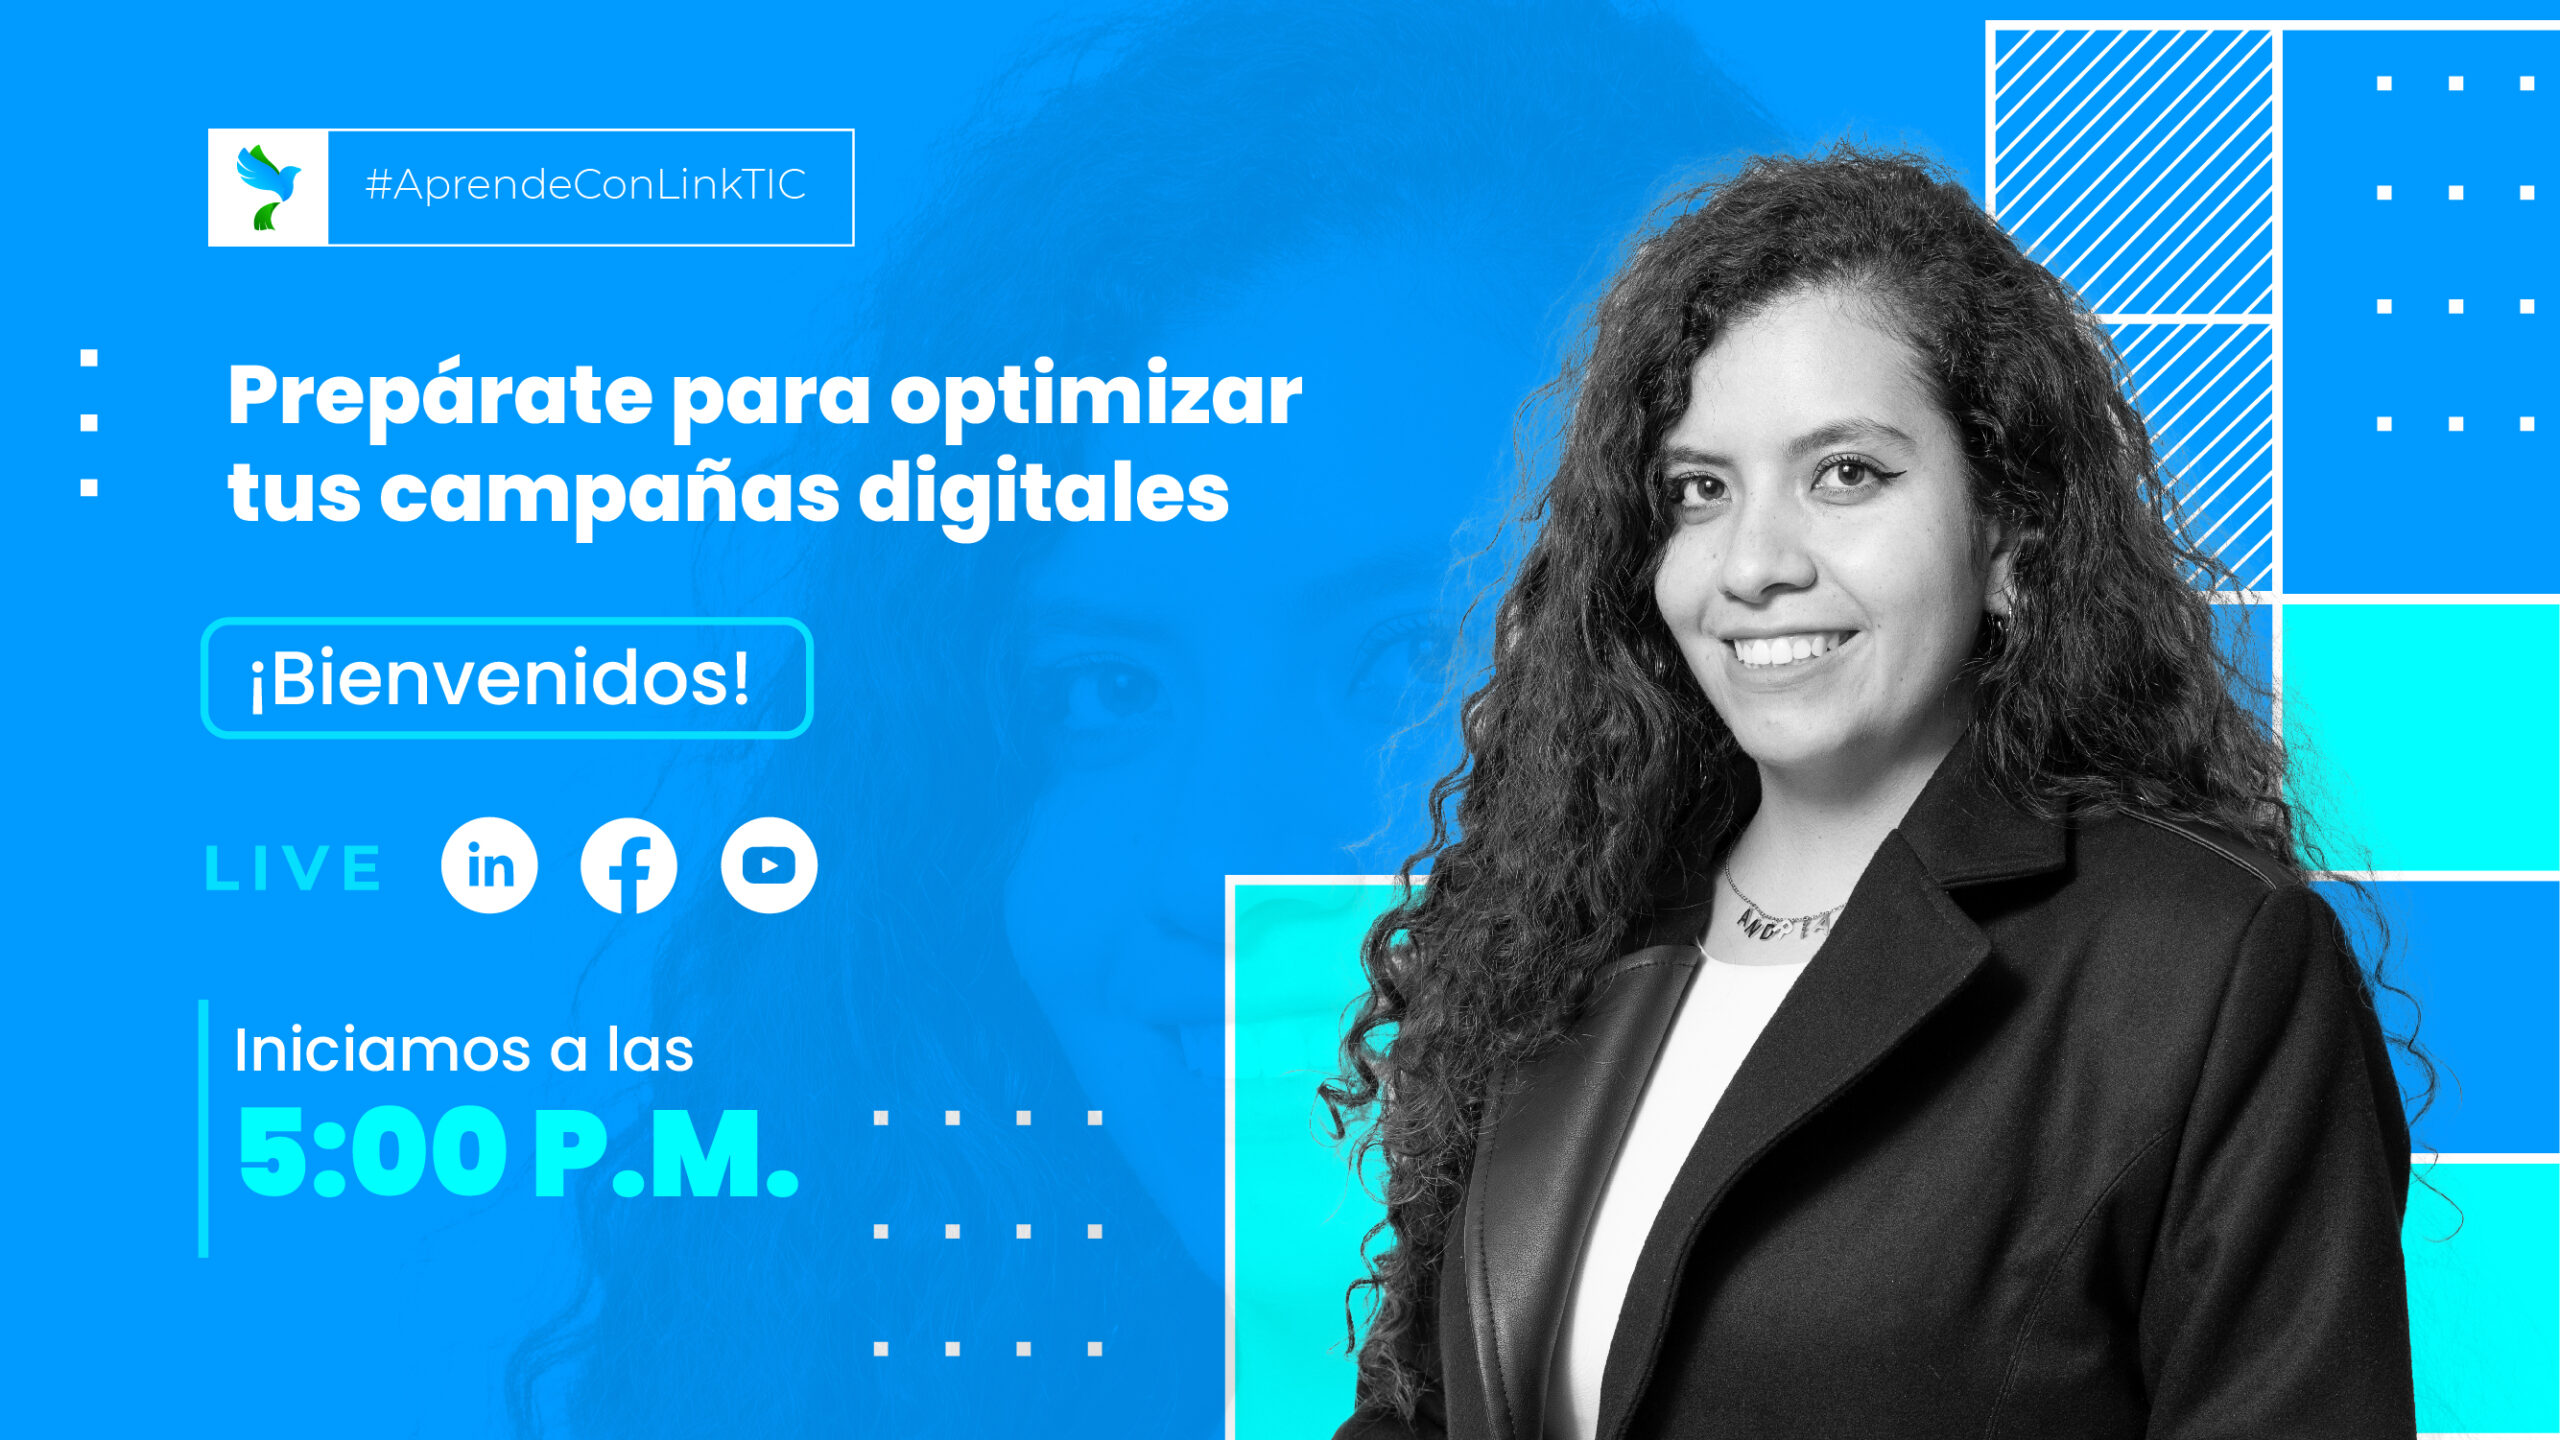 #AprendeConLinkTIC
Prepárate para optimizar
tus campañas digitales
¡Bienvenidos!
LIVE
in
Iniciamos a las
5:00 P.M.